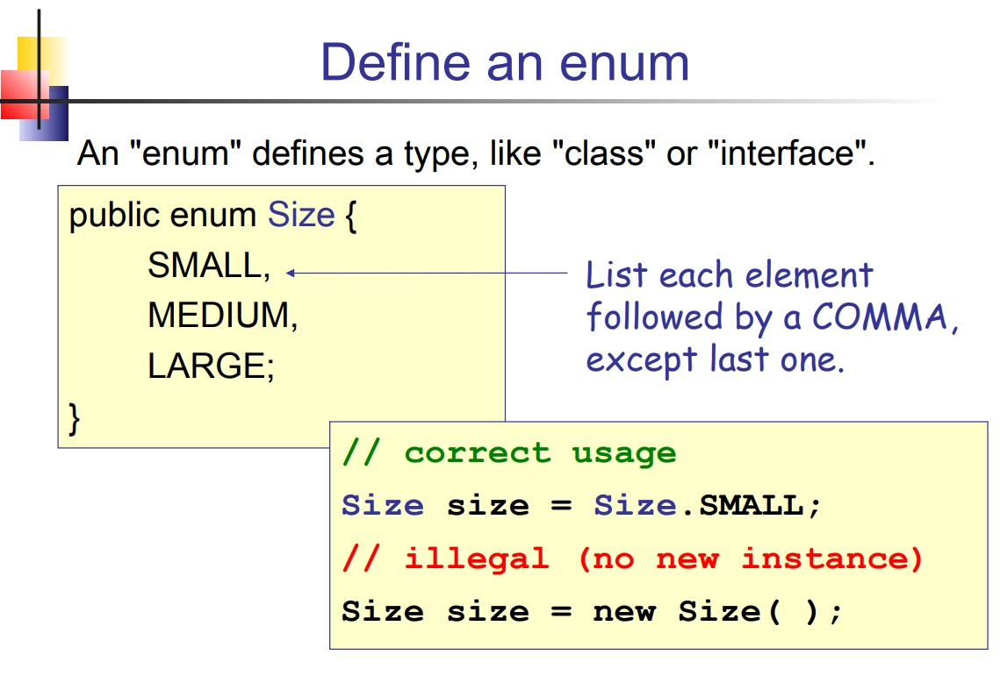 Define an enum
An "enum" defines a type, like "class" or "interface".
public enum Size {
SMALL,
MEDIUM,
LARGE;
}
List each element
followed by a COMMA,
except last one.
// correct usage
Size size = Size.SMALL;
// illegal (no new instance)
Size size = new Size( );